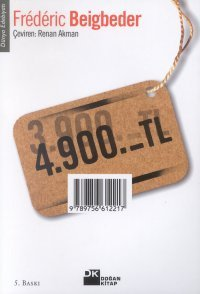 Dünya Edebiyatı
Frédéric Beigbeder
Çeviren: Renan Akman
3.900.–TL
4.900.–TL
9 789756 612217
5. Baskı
DK
DOĞAN
KİTAP